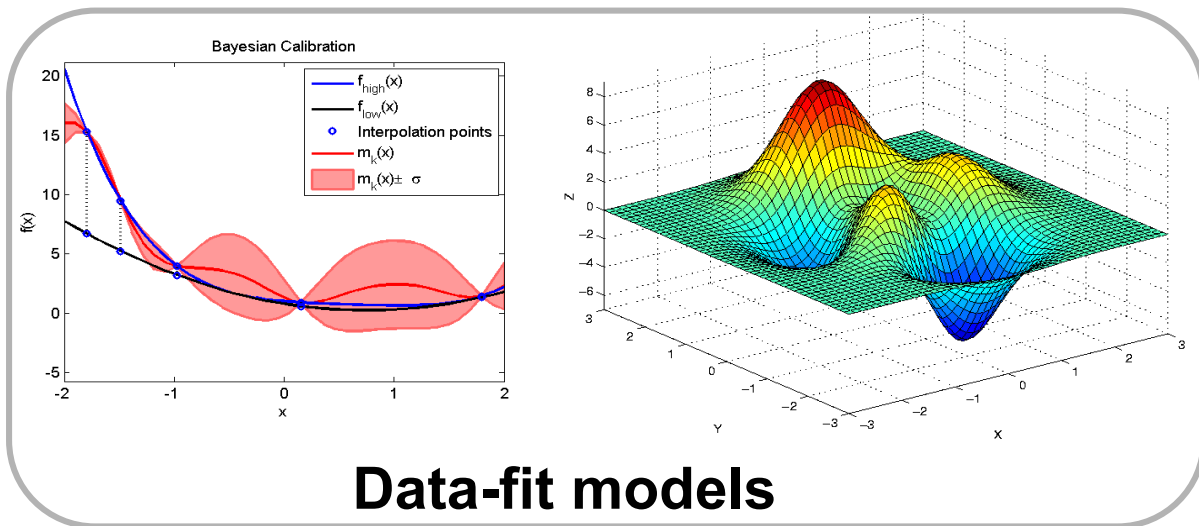 Bayesian Calibration
f_high(x)
f_low(x)
Interpolation points
m_k(x)
m_k(x)± σ
20
15
10
5
0
-5
f(x)
-2
-1
0
1
2
x
8
6
4
2
0
−2
−4
−6
Z
3
2
1
0
−1
−2
−3
Y
−3
−2
−1
0
1
2
3
X
Data-fit models